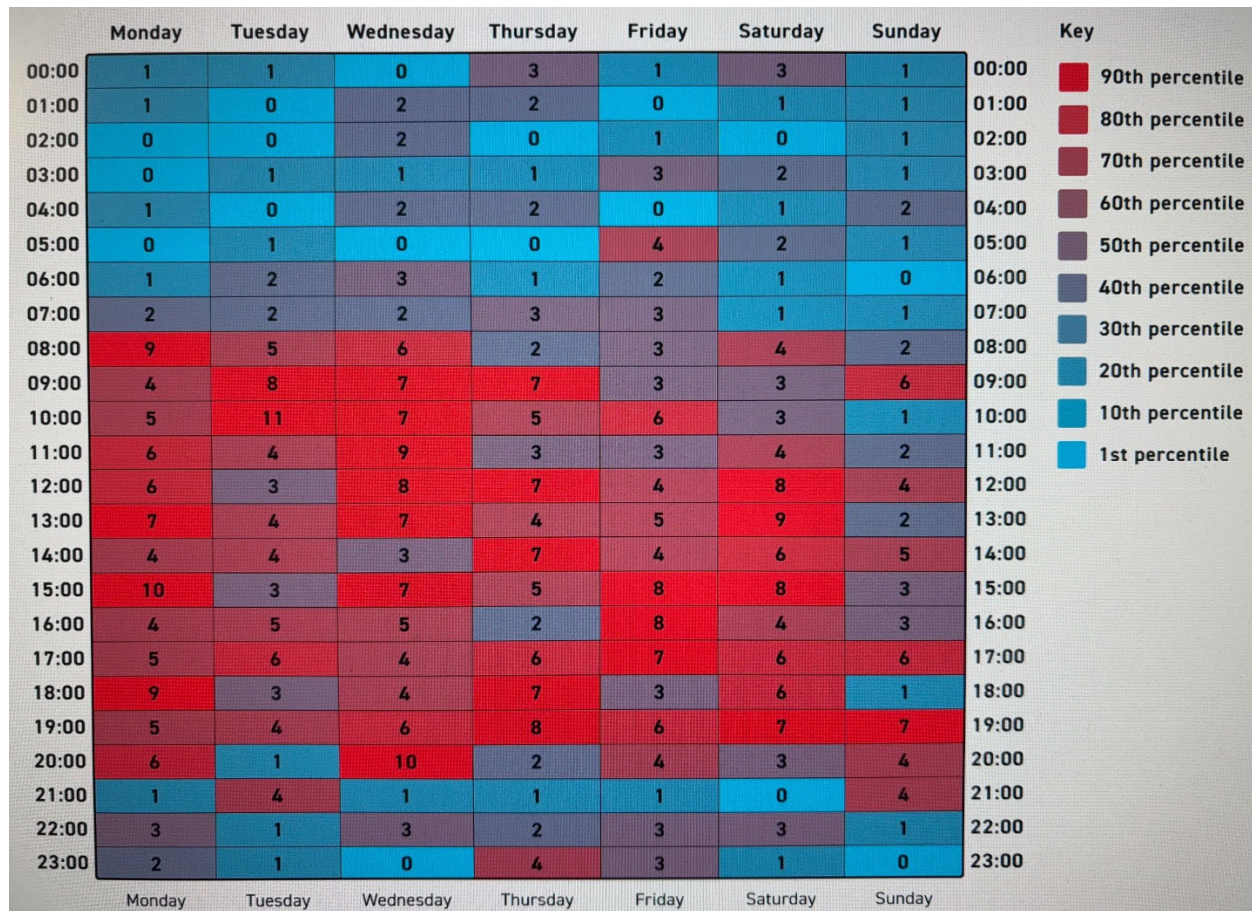 Monday Tuesday Wednesday Thursday Friday Saturday Sunday Key
00:00 1 1 0 3 1 3 1 00:00
01:00 1 0 2 2 0 1 1 01:00
02:00 0 0 2 0 1 0 1 02:00
03:00 0 1 1 1 3 2 1 03:00
04:00 1 0 2 2 0 1 2 04:00
05:00 0 1 0 0 4 2 1 05:00
06:00 1 2 3 1 2 1 0 06:00
07:00 2 2 2 3 3 1 1 07:00
08:00 9 5 6 2 3 4 2 08:00
09:00 4 8 7 7 3 3 6 09:00
10:00 5 11 7 5 6 3 1 10:00
11:00 6 4 9 3 3 4 2 11:00
12:00 6 3 8 7 4 8 4 12:00
13:00 7 4 7 4 5 9 2 13:00
14:00 4 4 3 7 4 6 5 14:00
15:00 10 3 7 5 8 8 3 15:00
16:00 4 5 5 2 8 4 3 16:00
17:00 5 6 4 6 7 6 6 17:00
18:00 9 3 4 7 3 6 1 18:00
19:00 5 4 6 8 6 7 7 19:00
20:00 6 1 10 2 4 3 4 20:00
21:00 1 4 1 1 1 0 4 21:00
22:00 3 1 3 2 3 3 1 22:00
23:00 2 1 0 4 3 1 0 23:00
Monday Tuesday Wednesday Thursday Friday Saturday Sunday
90th percentile
80th percentile
70th percentile
60th percentile
50th percentile
40th percentile
30th percentile
20th percentile
10th percentile
1st percentile